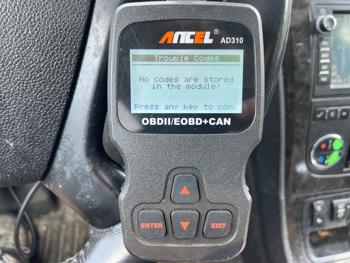 ANCEL
AD310
Trouble Codes
No codes are stored
in the module!
Press any key to con.
OBDII/EOBD+CAN
ENTER
EXIT